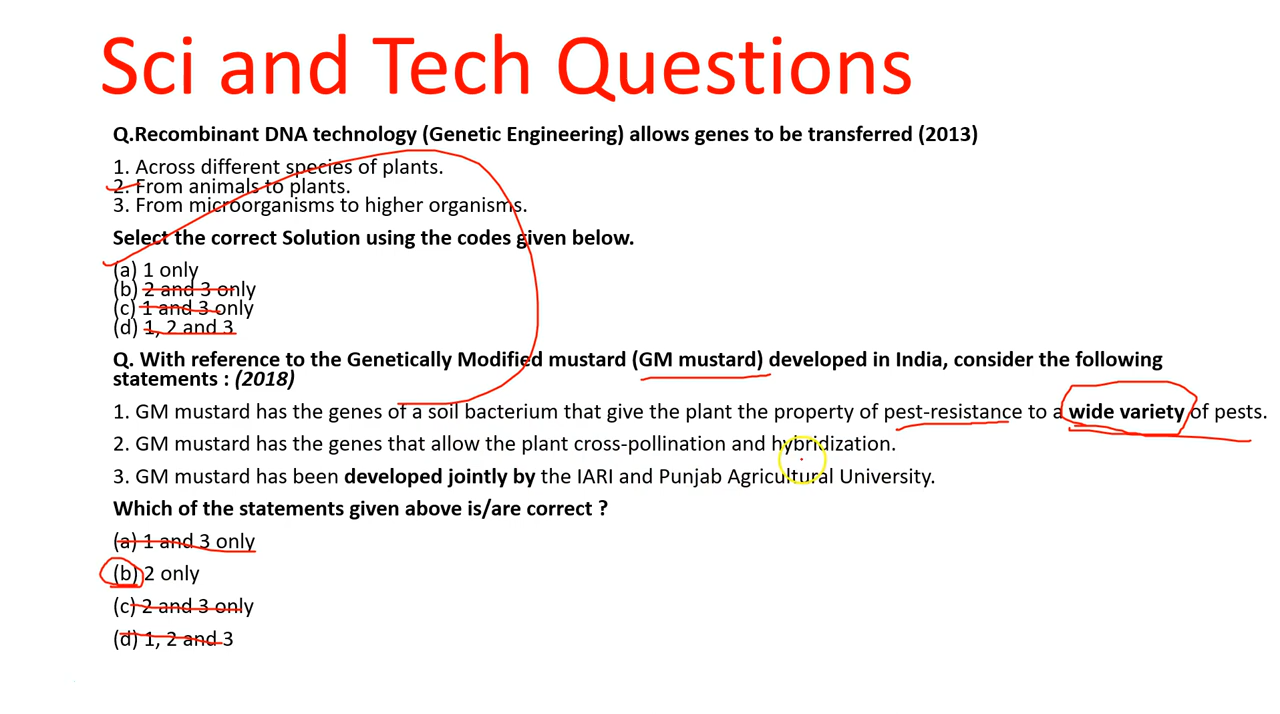 Sci and Tech Questions
Q.Recombinant DNA technology (Genetic Engineering) allows genes to be transferred (2013)
1. Across different species of plants.
2. From animals to plants.
3. From microorganisms to higher organisms.
Select the correct Solution using the codes given below.
(a) 1 only
(b) 2 and 3 only
(c) 1 and 3 only
(d) 1, 2 and 3
Q. With reference to the Genetically Modified mustard (GM mustard) developed in India, consider the following
statements : (2018)
1. GM mustard has the genes of a soil bacterium that give the plant the property of pest-resistance to a wide variety of pests.
2. GM mustard has the genes that allow the plant cross-pollination and hybridization.
3. GM mustard has been developed jointly by the IARI and Punjab Agricultural University.
Which of the statements given above is/are correct ?
(a) 1 and 3 only
(b) 2 only
(c) 2 and 3 only
(d) 1, 2 and 3